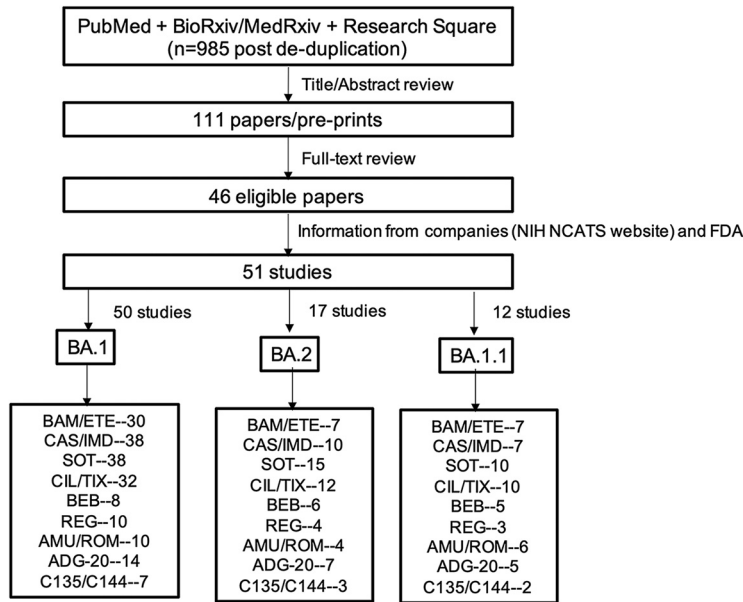 PubMed + BioRxiv/MedRxiv + Research Square
(n=985 post de-duplication)
Title/Abstract review
111 papers/pre-prints
Full-text review
46 eligible papers
Information from companies (NIH NCATS website) and FDA
51 studies
50 studies
17 studies
12 studies
BA.1
BA.2
BA.1.1
BAM/ETE--30
CAS/IMD--38
SOT--38
CIL/TIX--32
BEB--8
REG--10
AMU/ROM--10
ADG-20--14
C135/C144--7
BAM/ETE--7
CAS/IMD--10
SOT--15
CIL/TIX--12
BEB--6
REG--4
AMU/ROM--4
ADG-20--7
C135/C144--3
BAM/ETE--7
CAS/IMD--7
SOT--10
CIL/TIX--10
BEB--5
REG--3
AMU/ROM--6
ADG-20--5
C135/C144--2